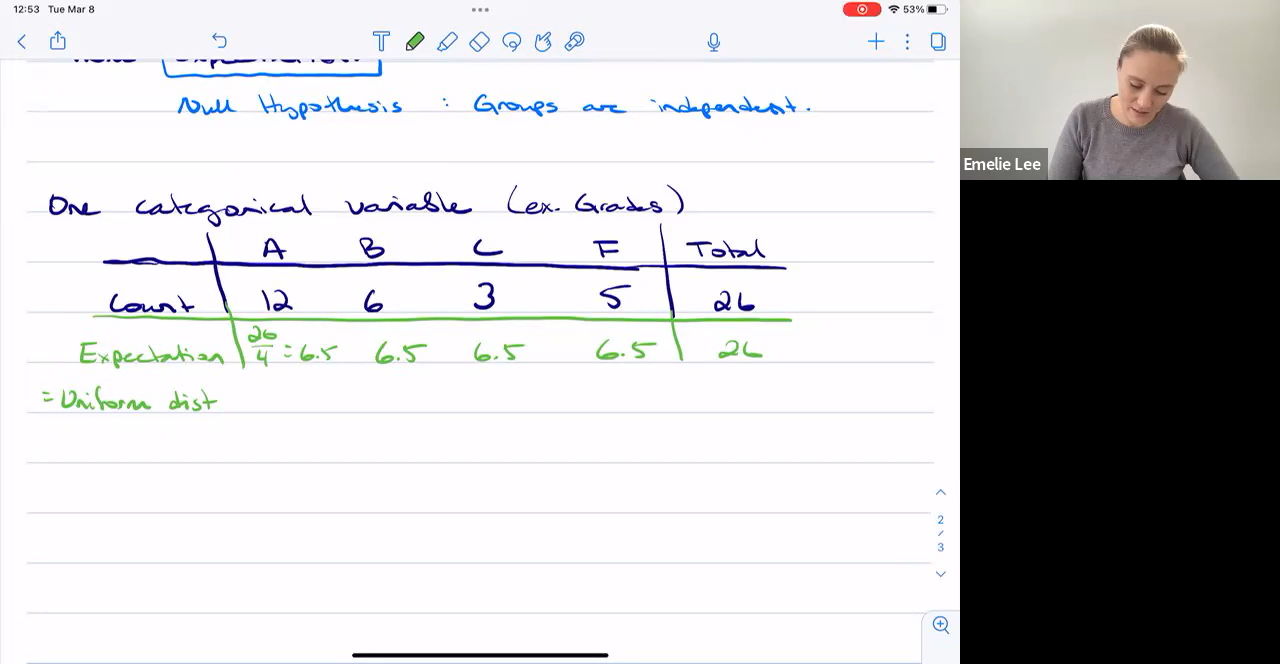 12:53 Tue Mar 8
53%
Null Hypothesis : Groups are independent.
Emelie Lee
One categorical variable (ex. Grades)
A B C F Total
Count 12 6 3 5 26
Expectation 26/4 = 6.5 6.5 6.5 6.5 26
= Uniform dist
2
/
3